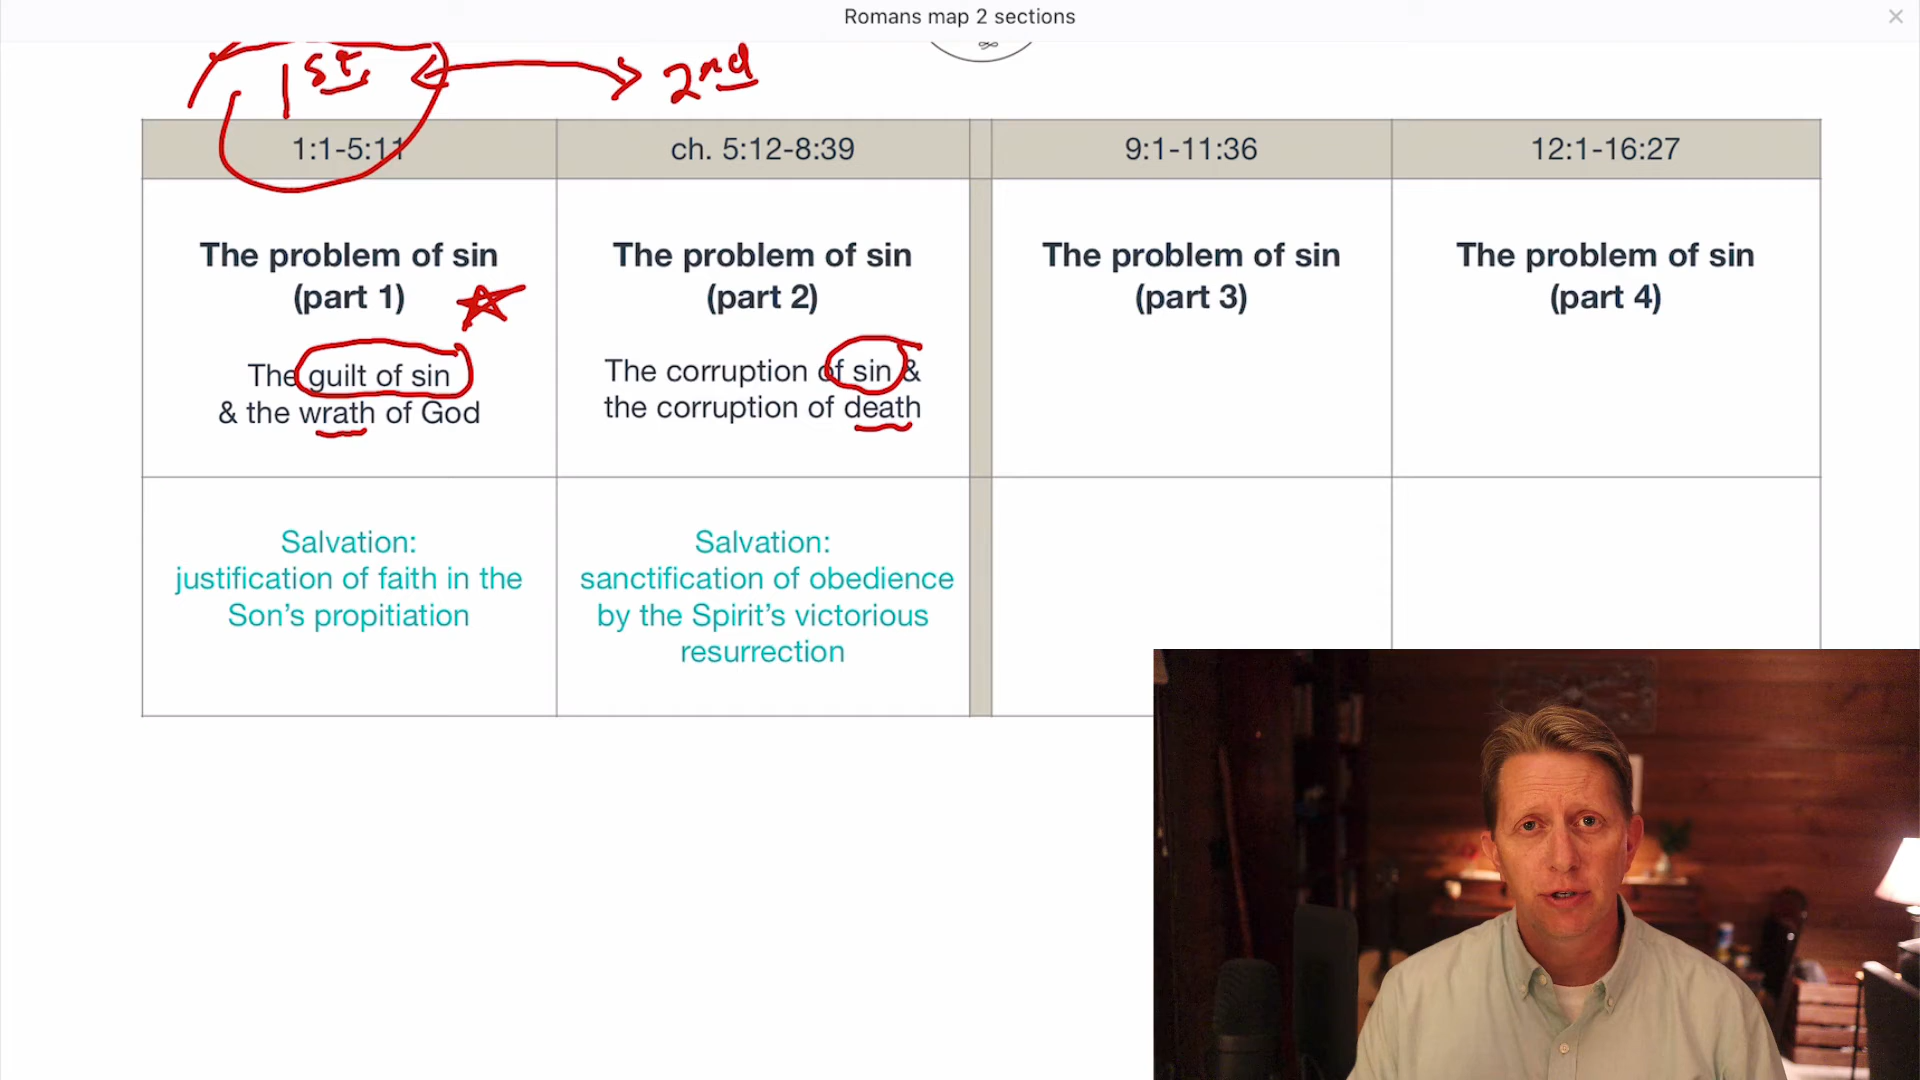 Romans map 2 sections
1st 2nd
1:1-5:11
ch. 5:12-8:39
9:1-11:36
12:1-16:27
The problem of sin
(part 1)
The guilt of sin
& the wrath of God
The problem of sin
(part 2)
The corruption of sin &
the corruption of death
The problem of sin
(part 3)
The problem of sin
(part 4)
Salvation:
justification of faith in the
Son’s propitiation
Salvation:
sanctification of obedience
by the Spirit’s victorious
resurrection